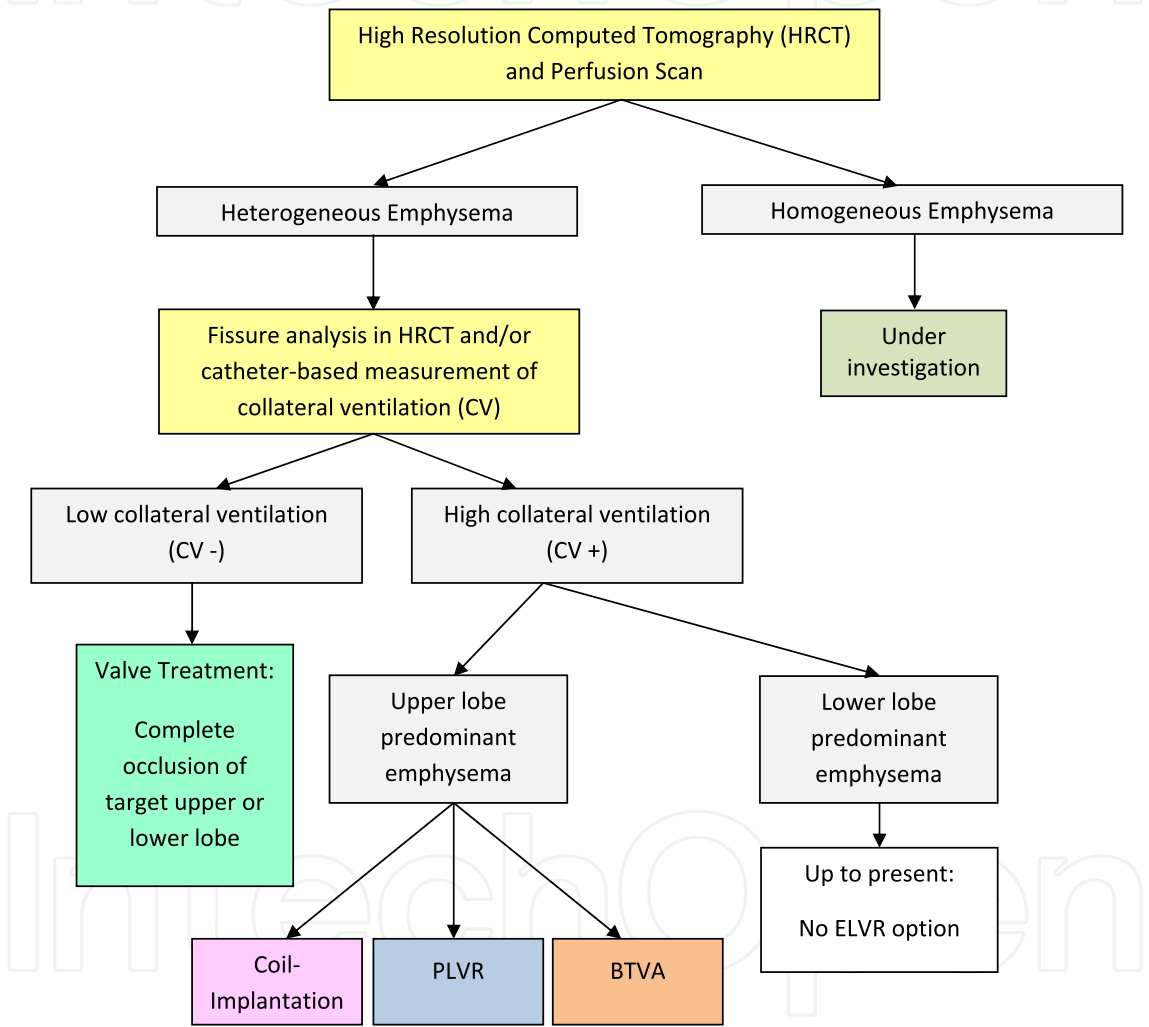 High Resolution Computed Tomography (HRCT)
and Perfusion Scan
Heterogeneous Emphysema
Homogeneous Emphysema
Fissure analysis in HRCT and/or
catheter-based measurement of
collateral ventilation (CV)
Under
investigation
Low collateral ventilation
(CV -)
High collateral ventilation
(CV +)
Valve Treatment:
Complete
occlusion of
target upper or
lower lobe
Upper lobe
predominant
emphysema
Lower lobe
predominant
emphysema
Up to present:
No ELVR option
Coil-
Implantation
PLVR
BTVA
IntechOpen